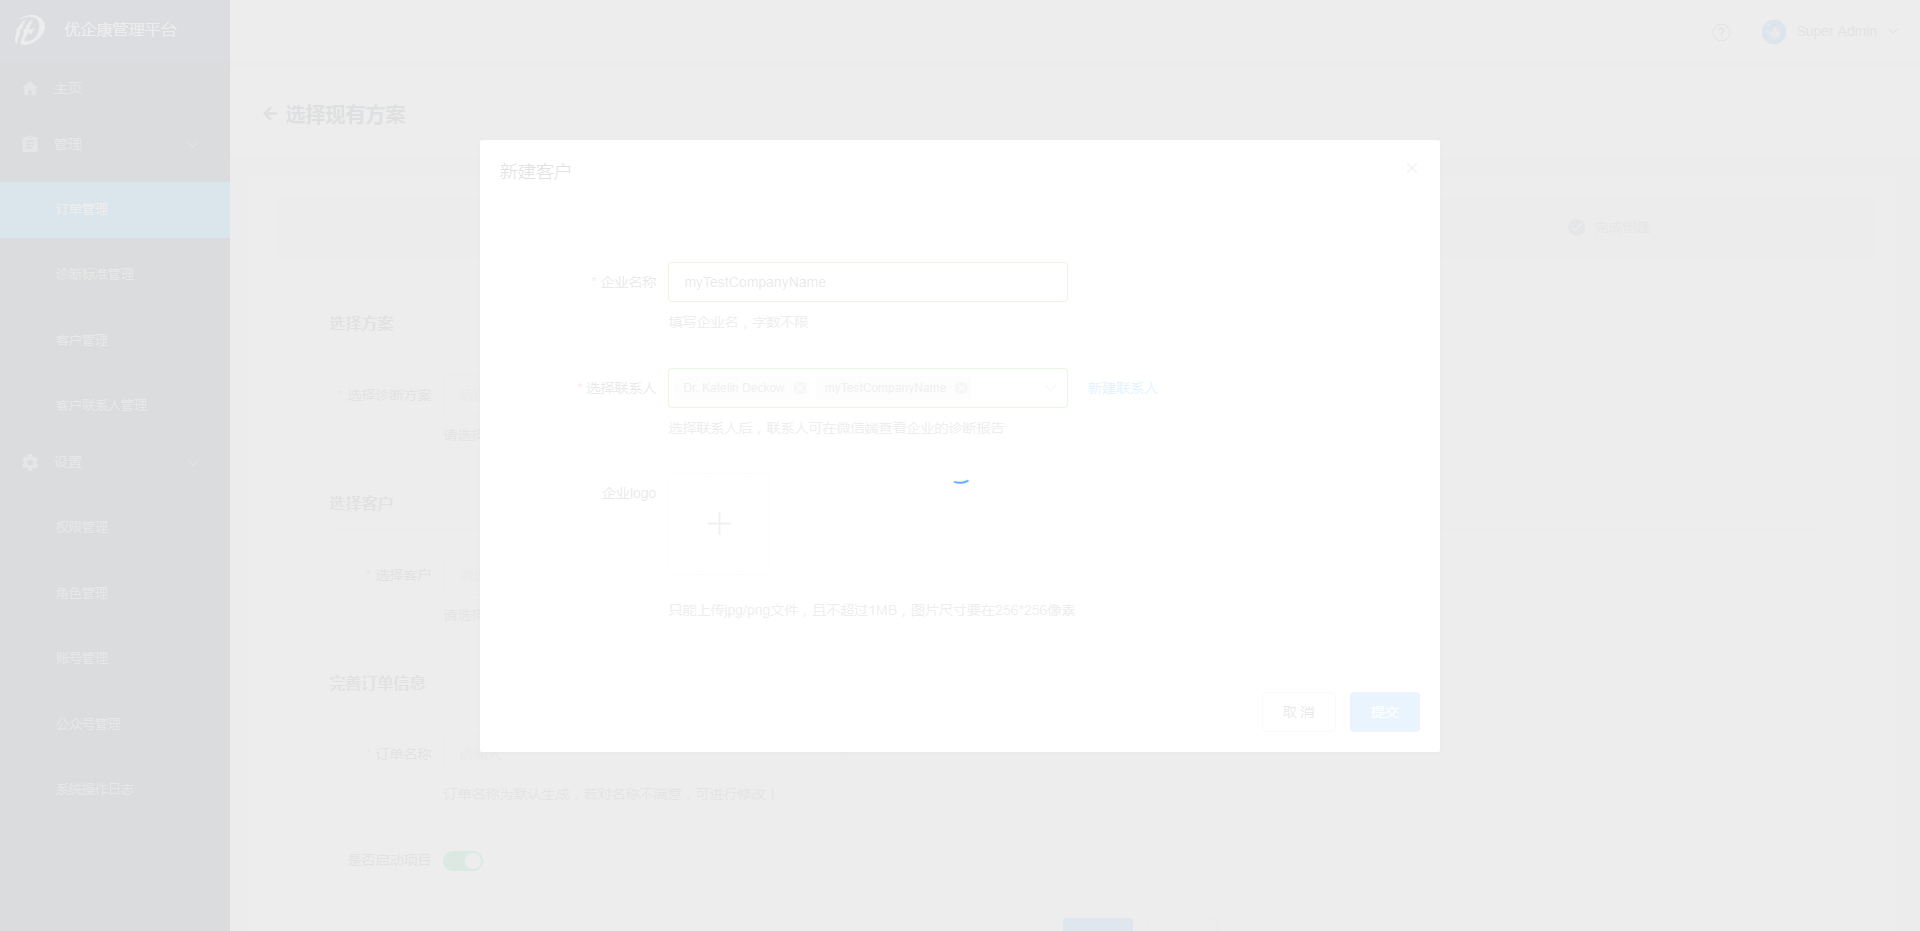 优企康管理平台
Super Admin
主页
管理
订单管理
诊断标准管理
客户管理
客户联系人管理
设置
权限管理
角色管理
账号管理
公众号管理
系统操作日志
选择现有方案
选择方案
* 选择诊断方案
请选择
选择客户
* 选择客户
请选择
完善订单信息
* 订单名称
请输入
订单名称为默认生成，若对名称不满意，可进行修改！
是否启动项目
新建客户
* 企业名称 myTestCompanyName
填写企业名，字数不限
* 选择联系人 Dr. Katelin Deckow myTestCompanyName 新建联系人
选择联系人后，联系人可在微信端查看企业的诊断报告
企业logo
只能上传jpg/png文件，且不超过1MB，图片尺寸要在256*256像素
取 消 提交